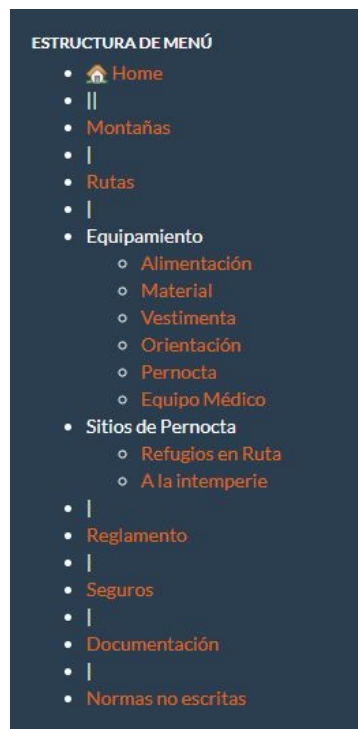 ESTRUCTURA DE MENÚ
Home
||
Montañas
|
Rutas
|
Equipamiento
Alimentación
Material
Vestimenta
Orientación
Pernocta
Equipo Médico
Sitios de Pernocta
Refugios en Ruta
A la intemperie
|
Reglamento
|
Seguros
|
Documentación
|
Normas no escritas